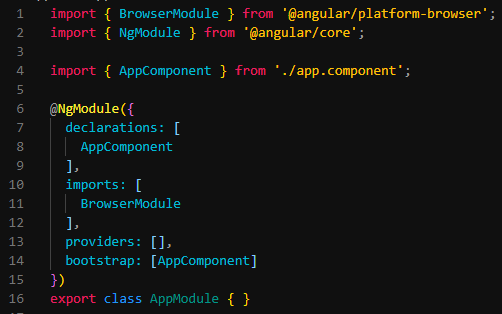 1 import { BrowserModule } from '@angular/platform-browser';
2 import { NgModule } from '@angular/core';
3
4 import { AppComponent } from './app.component';
5
6 @NgModule({
7   declarations: [
8     AppComponent
9   ],
10   imports: [
11     BrowserModule
12   ],
13   providers: [],
14   bootstrap: [AppComponent]
15 })
16 export class AppModule { }